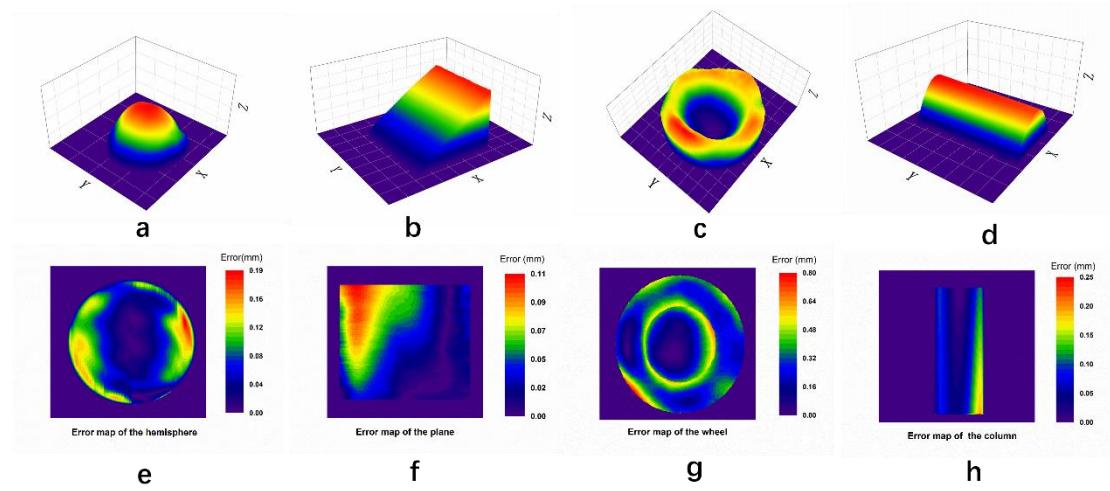 Z
X
Y
a
Z
X
Y
b
Z
X
Y
c
Z
X
Y
d
Error(mm)
0.19
0.16
0.12
0.09
0.04
0.00
Error map of the hemisphere
e
Error (mm)
0.11
0.09
0.07
0.05
0.02
0.00
Error map of the plane
f
Error (mm)
0.80
0.64
0.48
0.32
0.16
0.00
Error map of the wheel
g
Error (mm)
0.25
0.20
0.15
0.10
0.05
0.00
Error map of the column
h